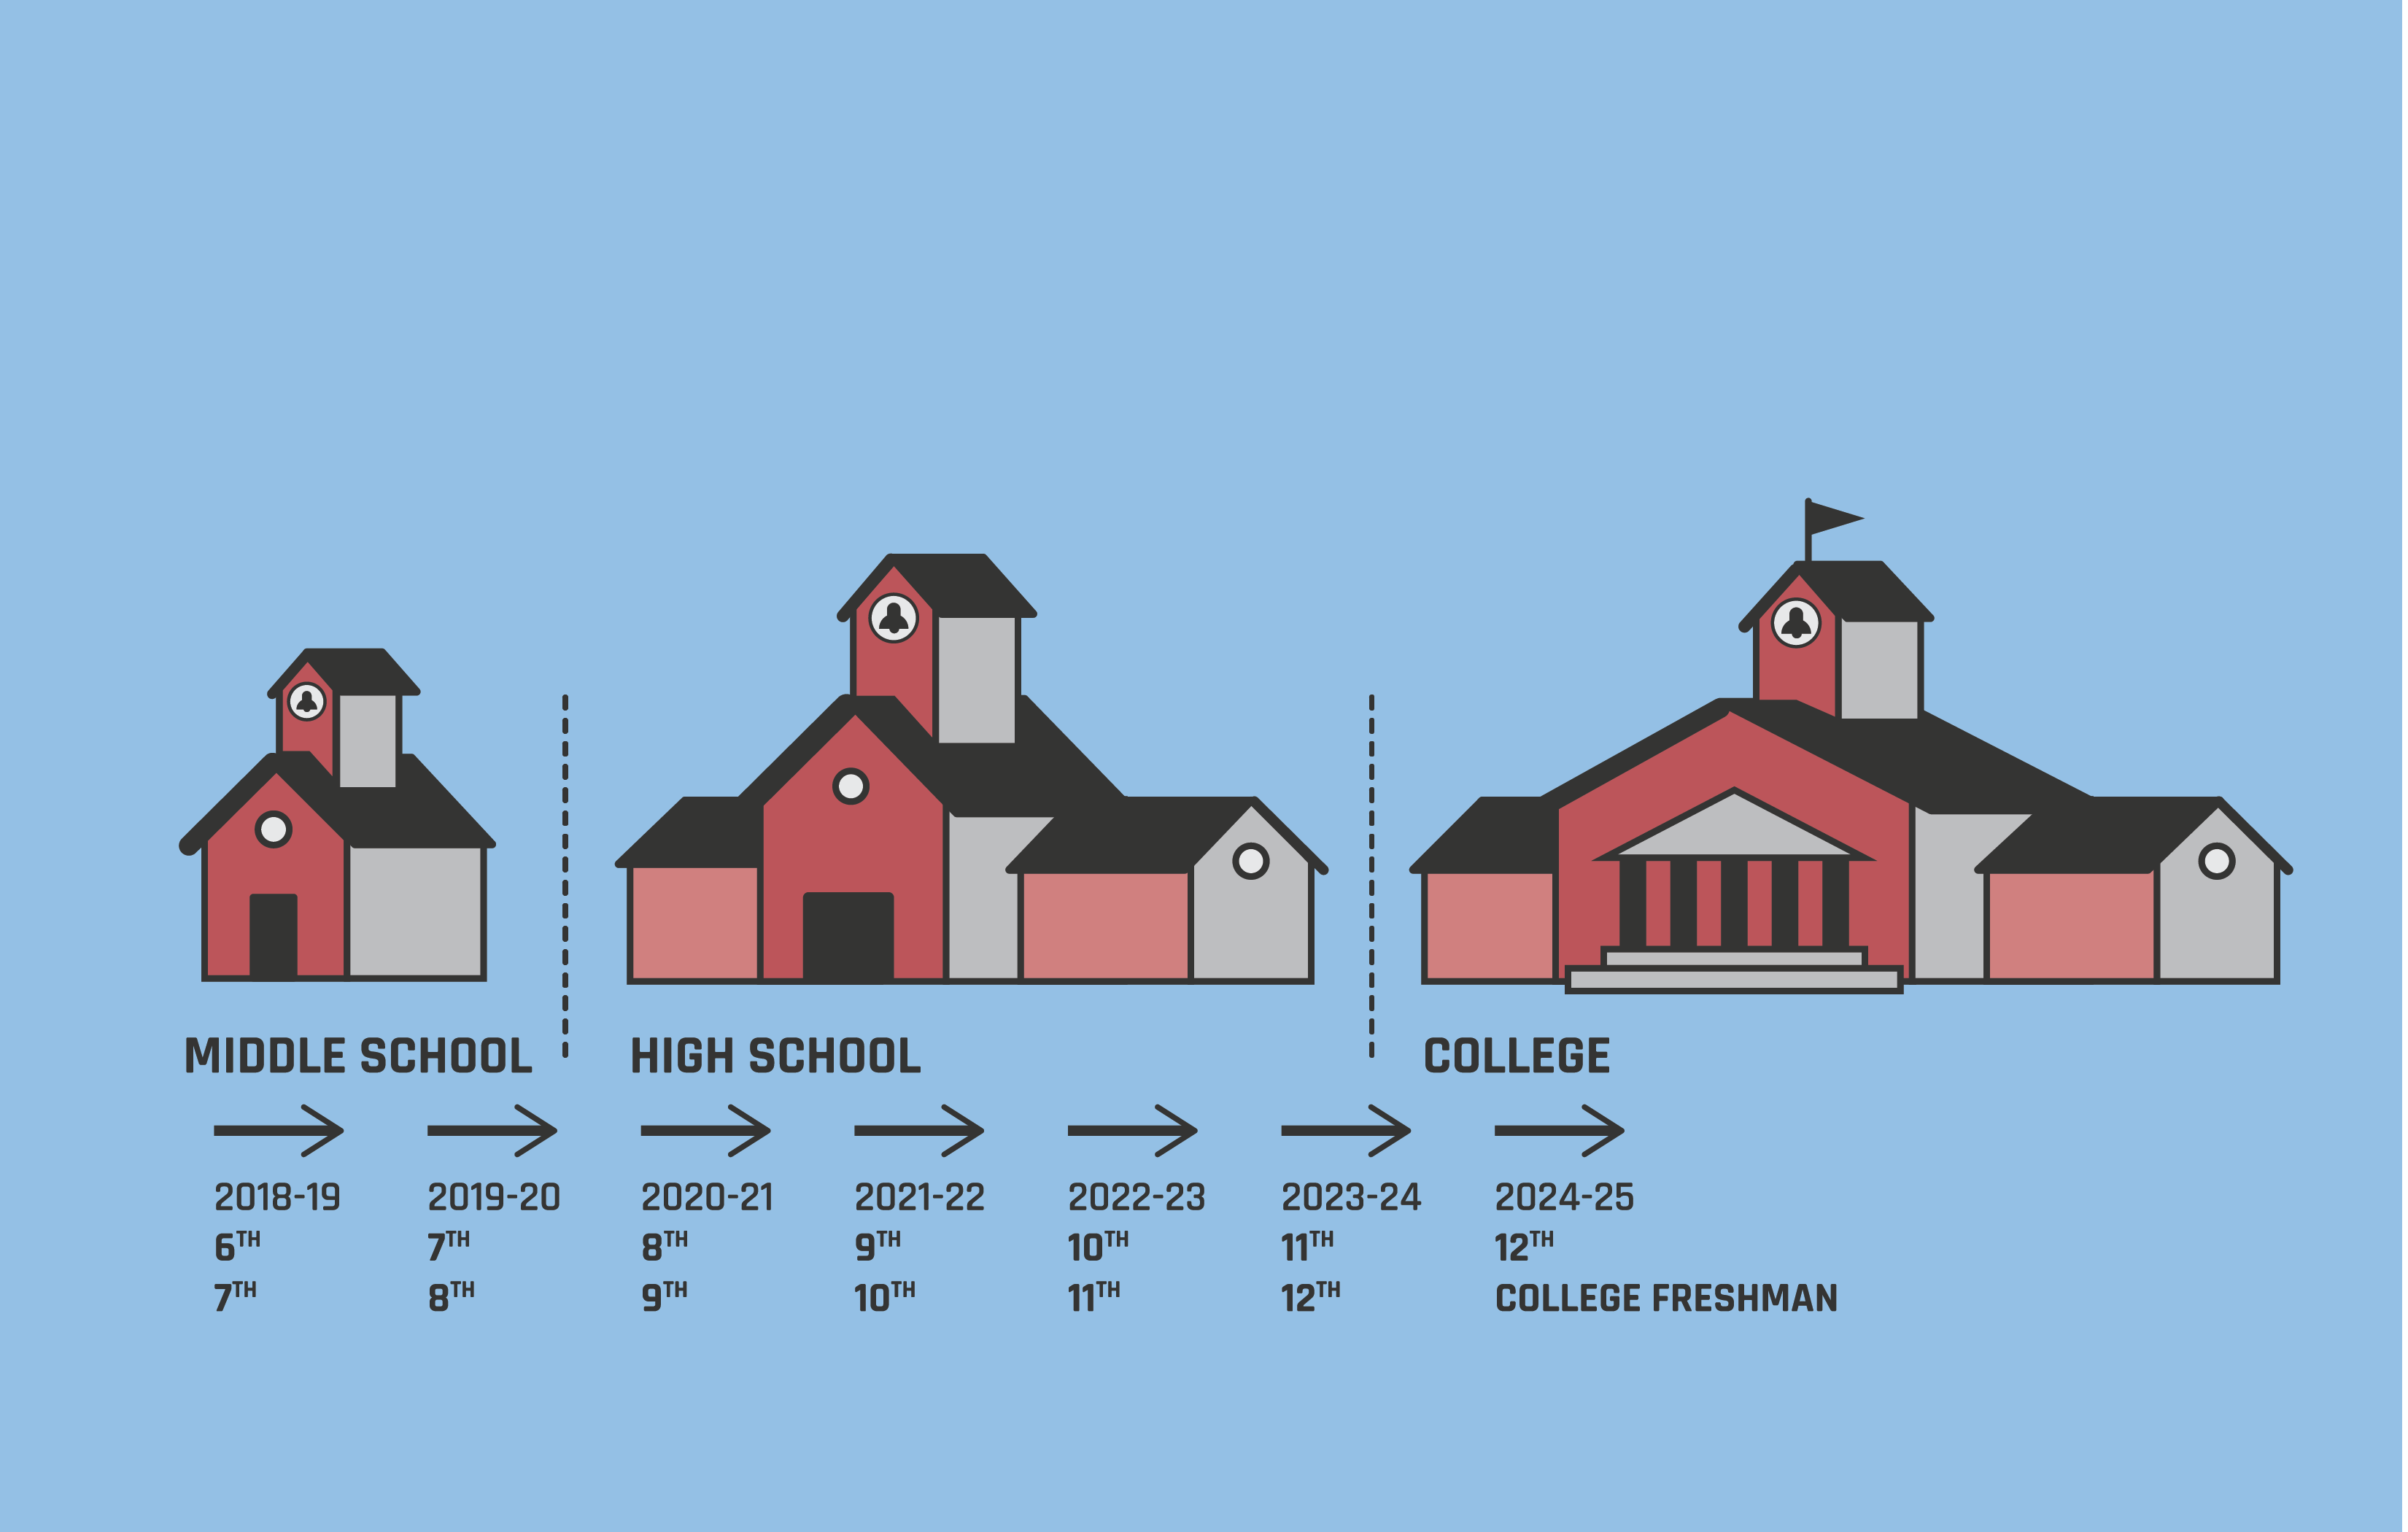 MIDDLE SCHOOL HIGH SCHOOL COLLEGE
2018-19 2019-20 2020-21 2021-22 2022-23 2023-24 2024-25
6TH 7TH 8TH 9TH 10TH 11TH 12TH
7TH 8TH 9TH 10TH 11TH 12TH COLLEGE FRESHMAN